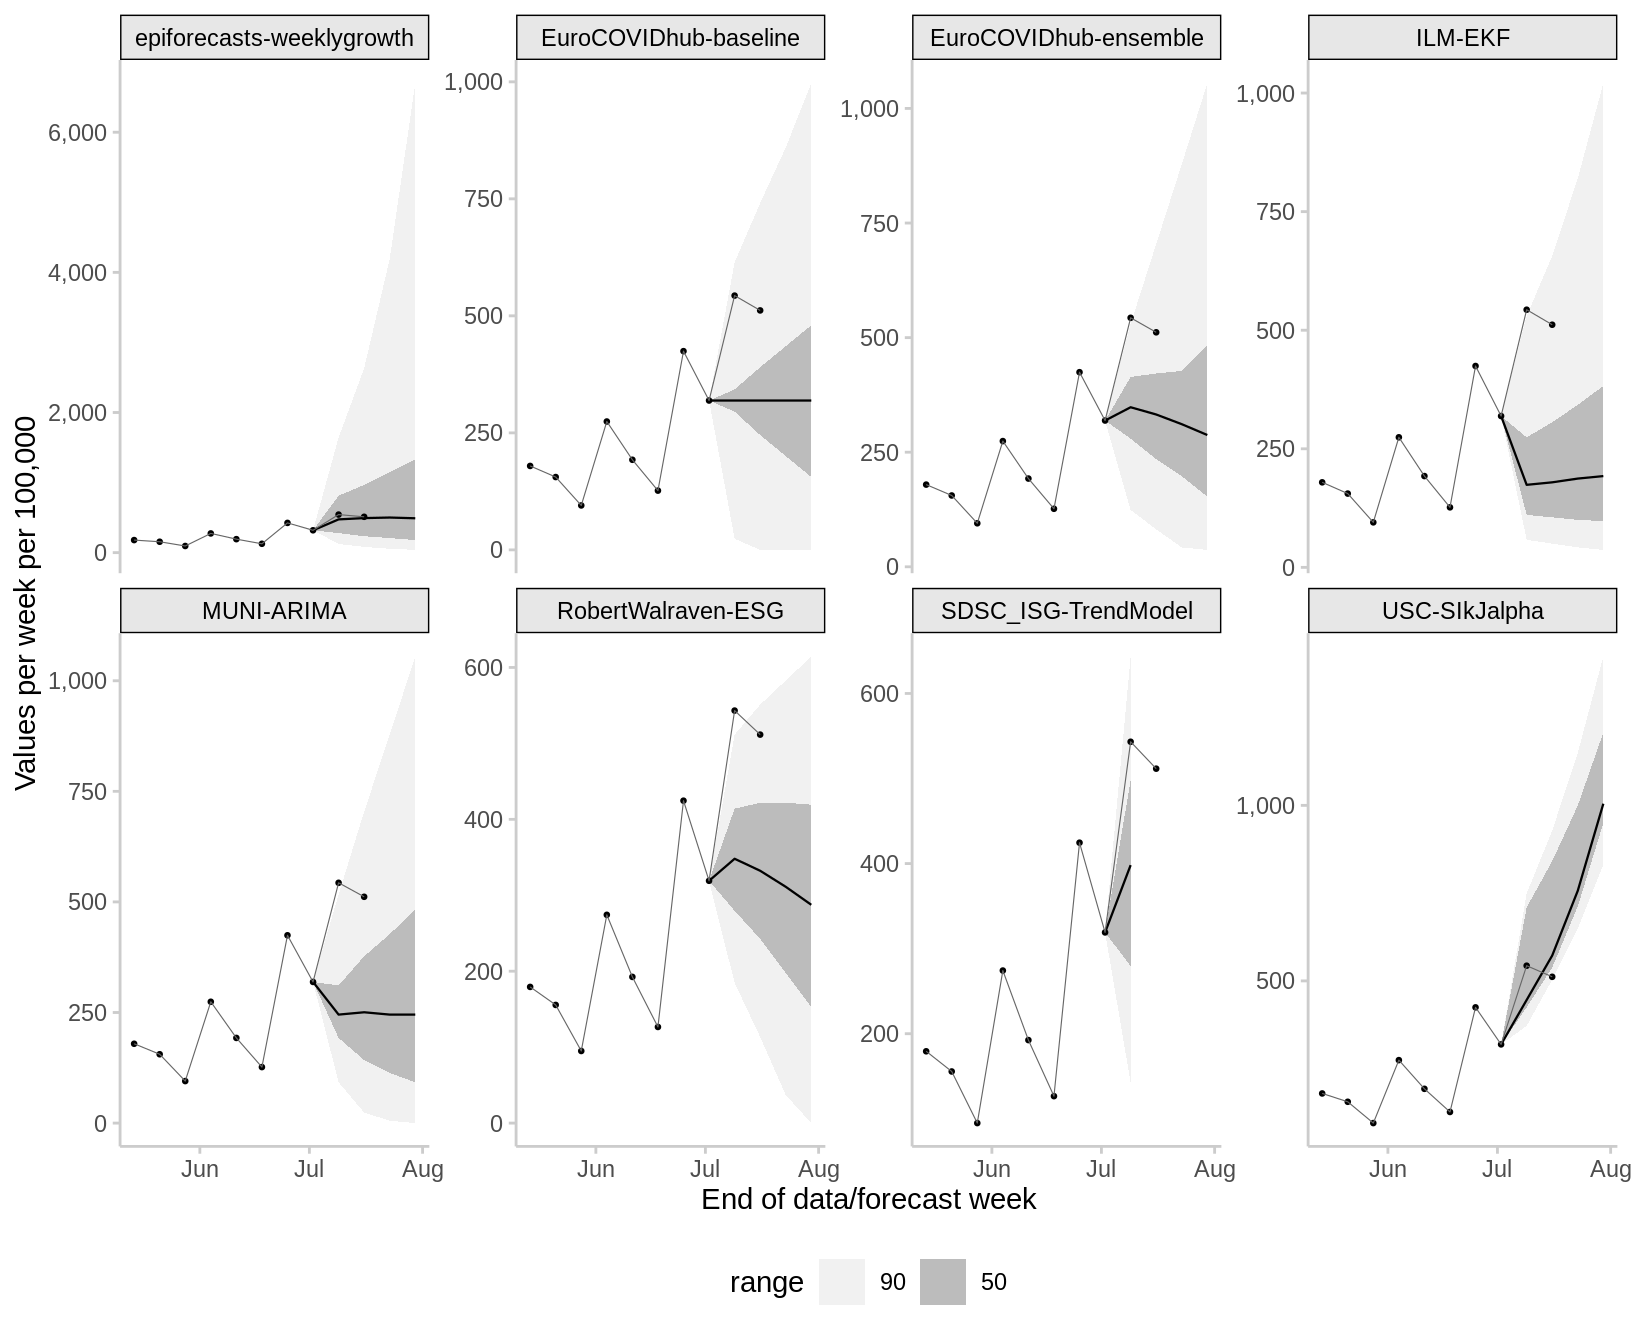 epiforecasts-weeklygrowth
EuroCOVIDhub-baseline
EuroCOVIDhub-ensemble
ILM-EKF
6,000
4,000
2,000
0
1,000
750
500
250
0
1,000
750
500
250
0
1,000
750
500
250
0
Values per week per 100,000
MUNI-ARIMA
RobertWalraven-ESG
SDSC_ISG-TrendModel
USC-SIkJalpha
1,000
750
500
250
0
600
400
200
0
600
400
200
1,000
500
Jun Jul Aug
Jun Jul Aug
Jun Jul Aug
Jun Jul Aug
End of data/forecast week
range 90 50